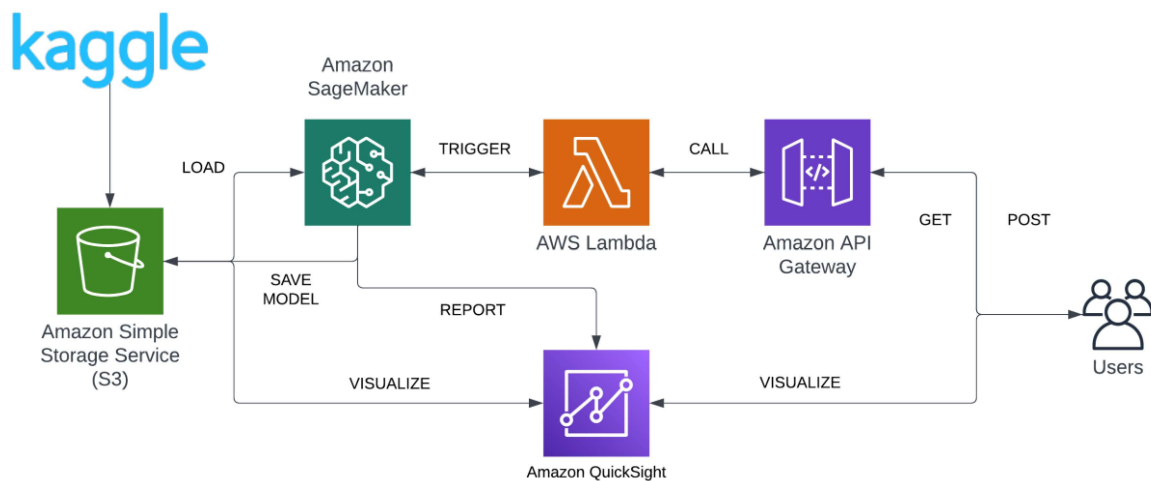 kaggle
Amazon
SageMaker
LOAD
TRIGGER
CALL
AWS Lambda
Amazon API
Gateway
GET
POST
SAVE
MODEL
REPORT
Amazon Simple
Storage Service
(S3)
Users
VISUALIZE
VISUALIZE
Amazon QuickSight